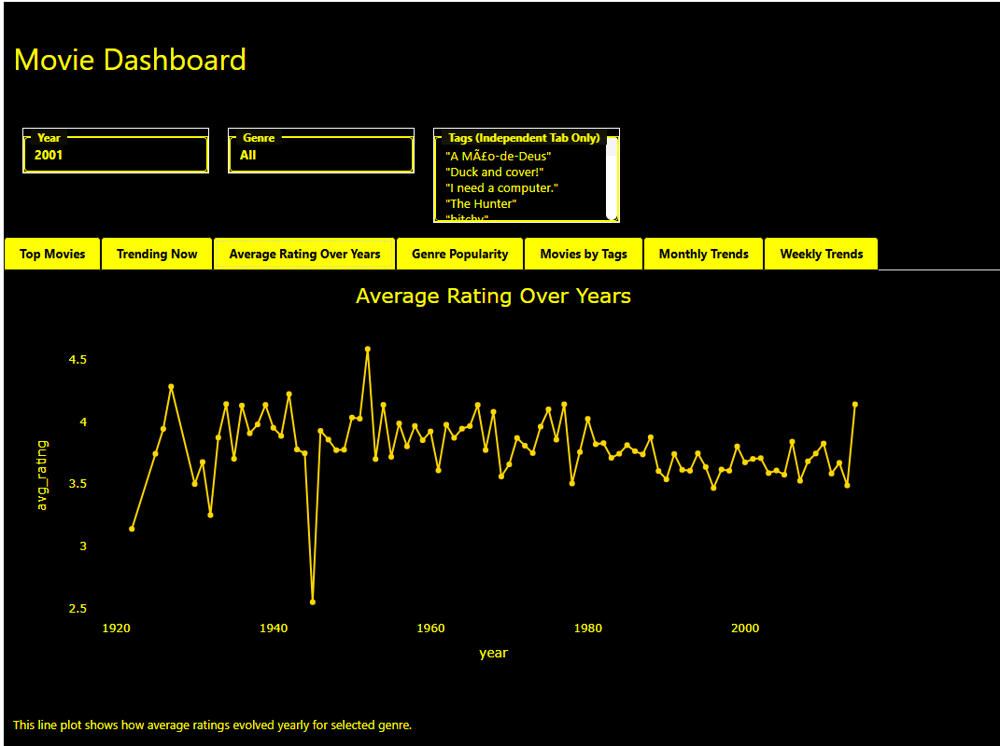 Movie Dashboard
Year
2001
Genre
All
Tags (Independent Tab Only)
"A MÃ£o-de-Deus"
"Duck and cover!"
"I need a computer."
"The Hunter"
"bitchy"
Top Movies
Trending Now
Average Rating Over Years
Genre Popularity
Movies by Tags
Monthly Trends
Weekly Trends
Average Rating Over Years
4.5
4
3.5
3
2.5
avg_rating
1920
1940
1960
1980
2000
year
This line plot shows how average ratings evolved yearly for selected genre.